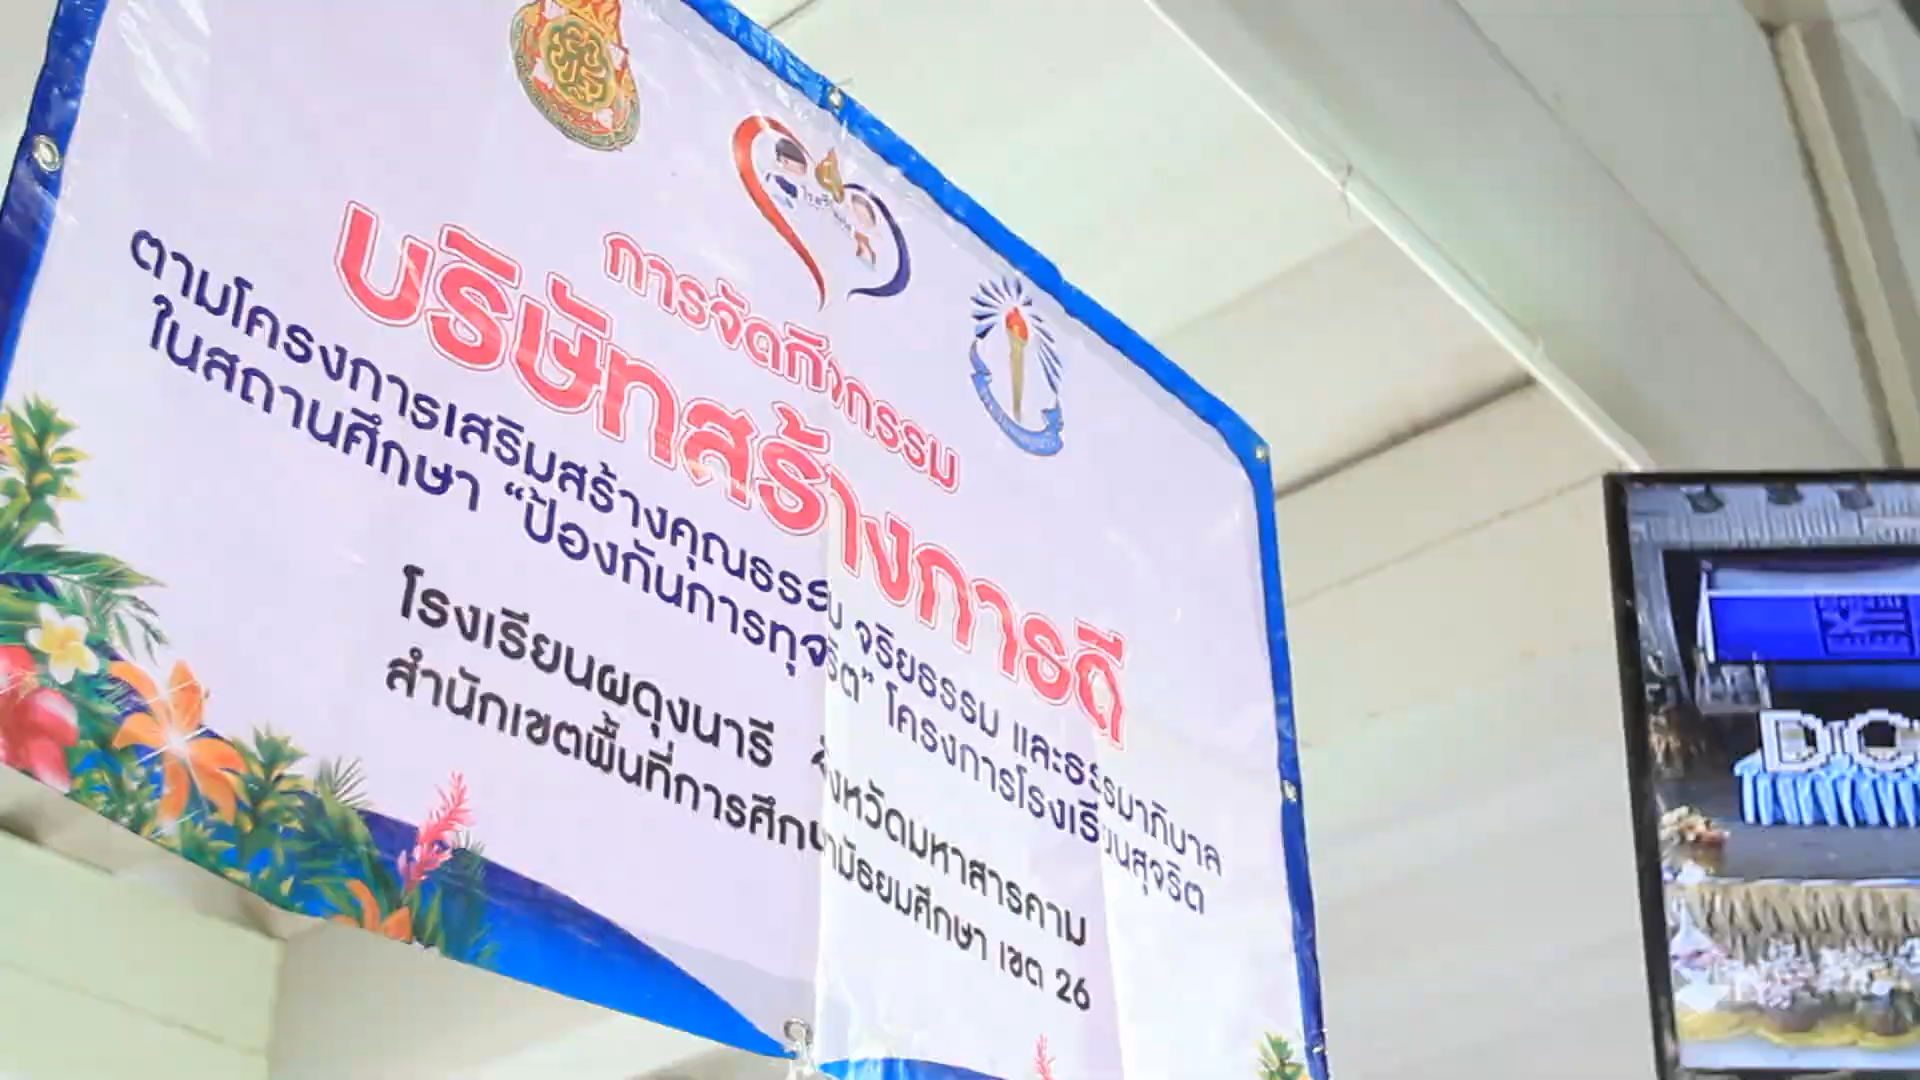 การจัดกิจกรรม
บริษัทสร้างการดี
ตามโครงการเสริมสร้างคุณธรรม จริยธรรม และธรรมาภิบาล
ในสถานศึกษา “ป้องกันการทุจริต” โครงการโรงเรียนสุจริต
โรงเรียนผดุงนารี จังหวัดมหาสารคาม
สำนักเขตพื้นที่การศึกษามัธยมศึกษา เขต 26